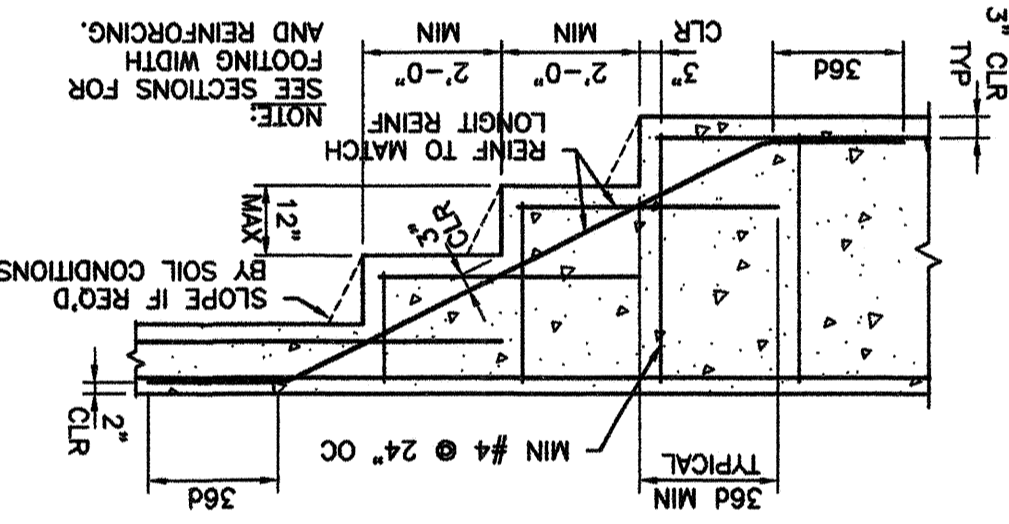 36d MIN
TYPICAL
36d
MIN #4 @ 24" OC
2"
CLR
SLOPE IF REQ'D
BY SOIL CONDITIONS
3"
CLR
12"
MAX
REINF TO MATCH
LONGIT REINF
3" CLR
TYP
36d
3"
CLR
2'-0"
MIN
2'-0"
MIN
NOTE:
SEE SECTIONS FOR
FOOTING WIDTH
AND REINFORCING.